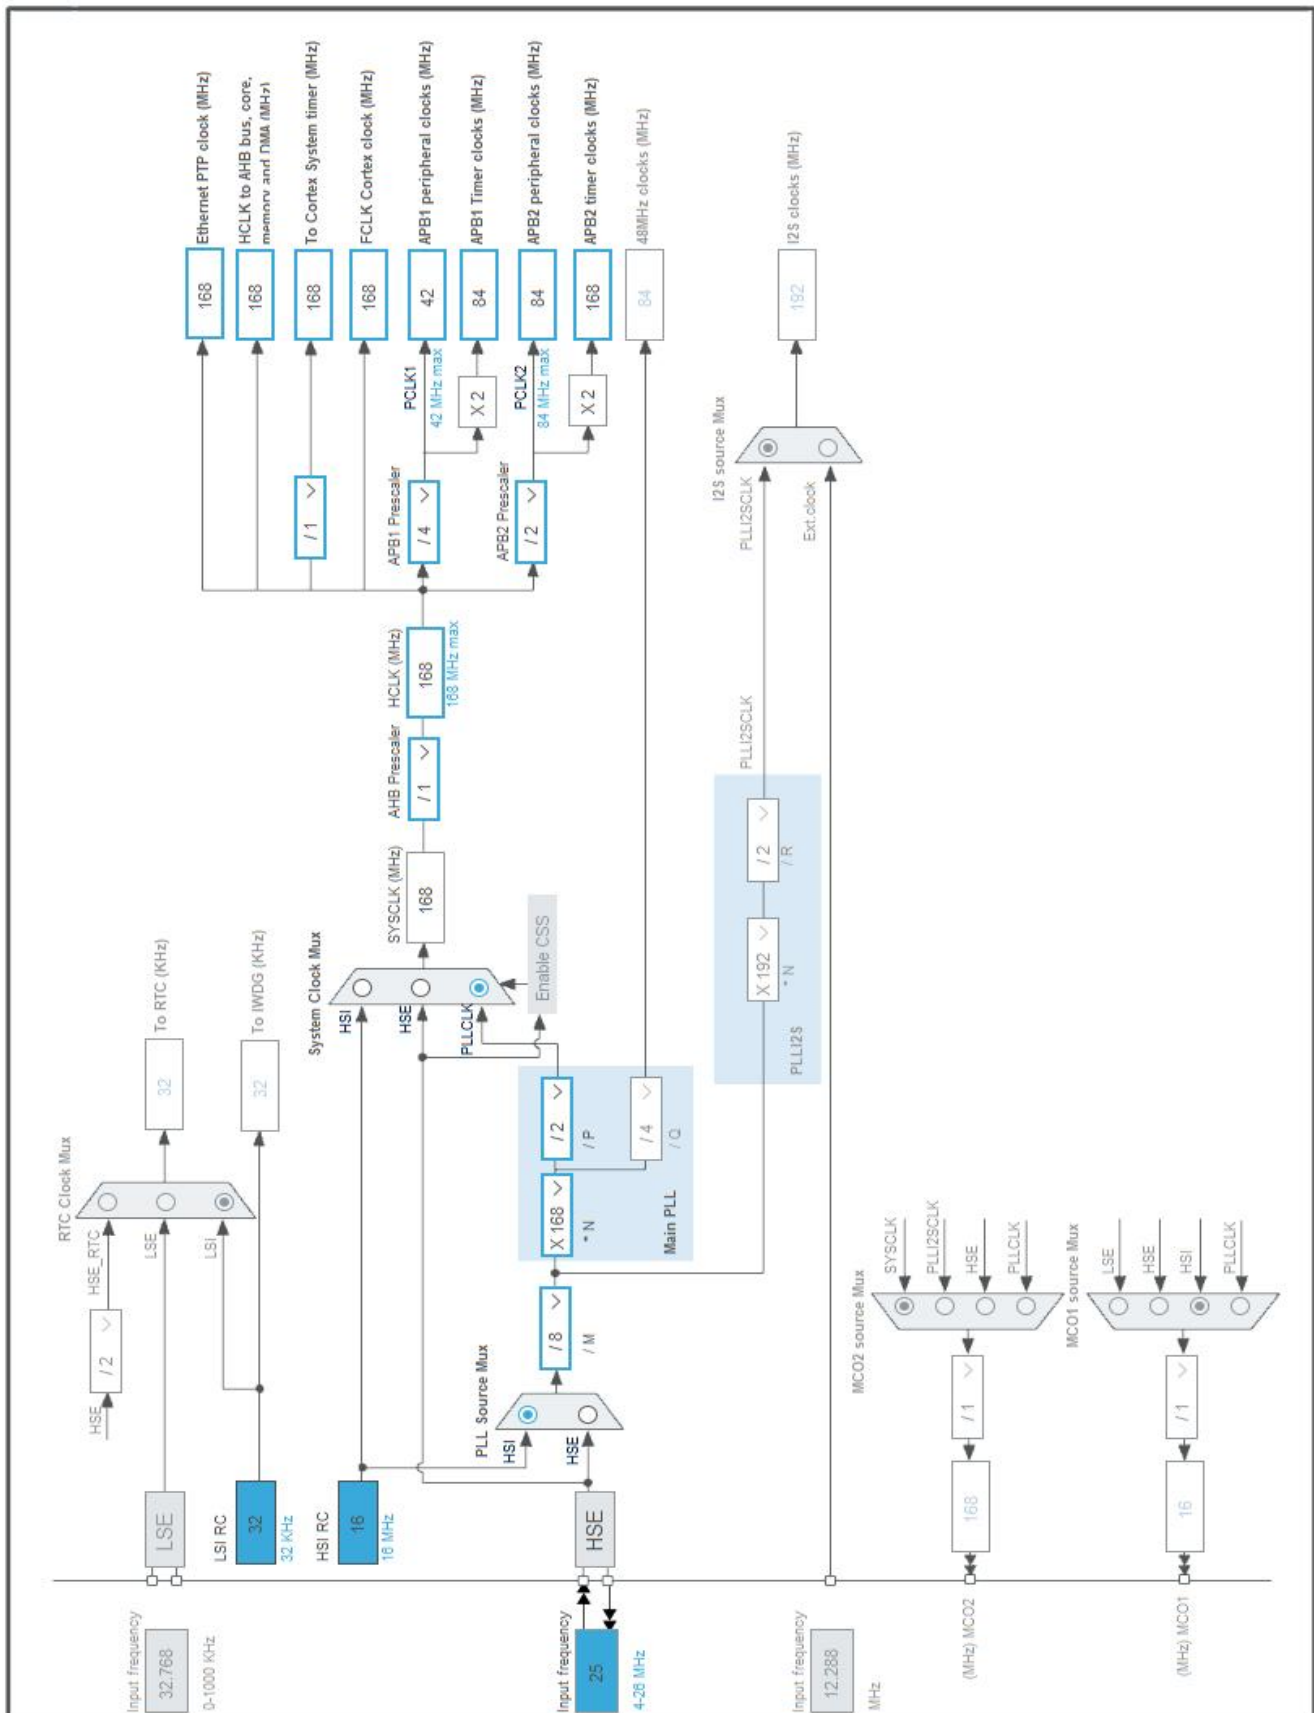 Input frequency
32.768
0-1000 KHz
LSE
HSE
/ 2
HSE_RTC
LSE
LSI
RTC Clock Mux
32
To RTC (KHz)
LSI RC
32
32 KHz
32
To IWDG (KHz)
HSI RC
16
16 MHz
System Clock Mux
HSI
HSE
PLLCLK
Enable CSS
SYSCLK (MHz)
168
AHB Prescaler
/ 1
HCLK (MHz)
168
168 MHz max
168
Ethernet PTP clock (MHz)
168
HCLK to AHB bus, core,
memory and DMA (MHz)
/ 1
168
To Cortex System timer (MHz)
168
FCLK Cortex clock (MHz)
APB1 Prescaler
/ 4
PCLK1
42 MHz max
42
APB1 peripheral clocks (MHz)
X 2
84
APB1 Timer clocks (MHz)
APB2 Prescaler
/ 2
PCLK2
84 MHz max
84
APB2 peripheral clocks (MHz)
X 2
168
APB2 timer clocks (MHz)
84
48MHz clocks (MHz)
Input frequency
25
4-26 MHz
HSE
PLL Source Mux
HSI
HSE
/ 8
/ M
X 168
* N
/ 2
/ P
/ 4
/ Q
Main PLL
PLLI2S
X 192
* N
/ 2
/ R
PLLI2SCLK
PLLI2SCLK
I2S source Mux
Ext.clock
192
I2S clocks (MHz)
Input frequency
12.288
MHz
MCO2 source Mux
SYSCLK
PLLI2SCLK
HSE
PLLCLK
/ 1
168
(MHz) MCO2
MCO1 source Mux
LSE
HSE
HSI
PLLCLK
/ 1
16
(MHz) MCO1